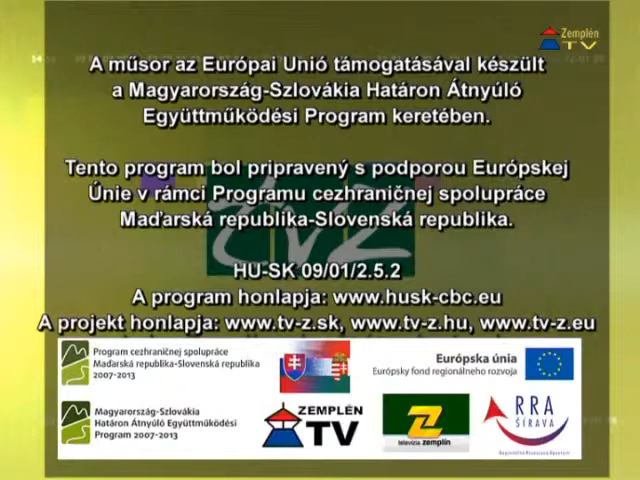 Zemplén
TV
A műsor az Európai Unió támogatásával készült
a Magyarország-Szlovákia Határon Átnyúló
Együttműködési Program keretében.
Tento program bol pripravený s podporou Európskej
Únie v rámci Programu cezhraničnej spolupráce
Maďarská republika-Slovenská republika.
tvz
HU-SK 09/01/2.5.2
A program honlapja: www.husk-cbc.eu
A projekt honlapja: www.tv-z.sk, www.tv-z.hu, www.tv-z.eu
Program cezhraničnej spolupráce
Maďarská republika-Slovenská republika
2007-2013
Európska únia
Európsky fond regionálneho rozvoja
Magyarország-Szlovákia
Határon Átnyúló Együttműködési
Program 2007-2013
ZEMPLÉN
TV
Z
televízia zemplín
RRA
ŠÍRAVA